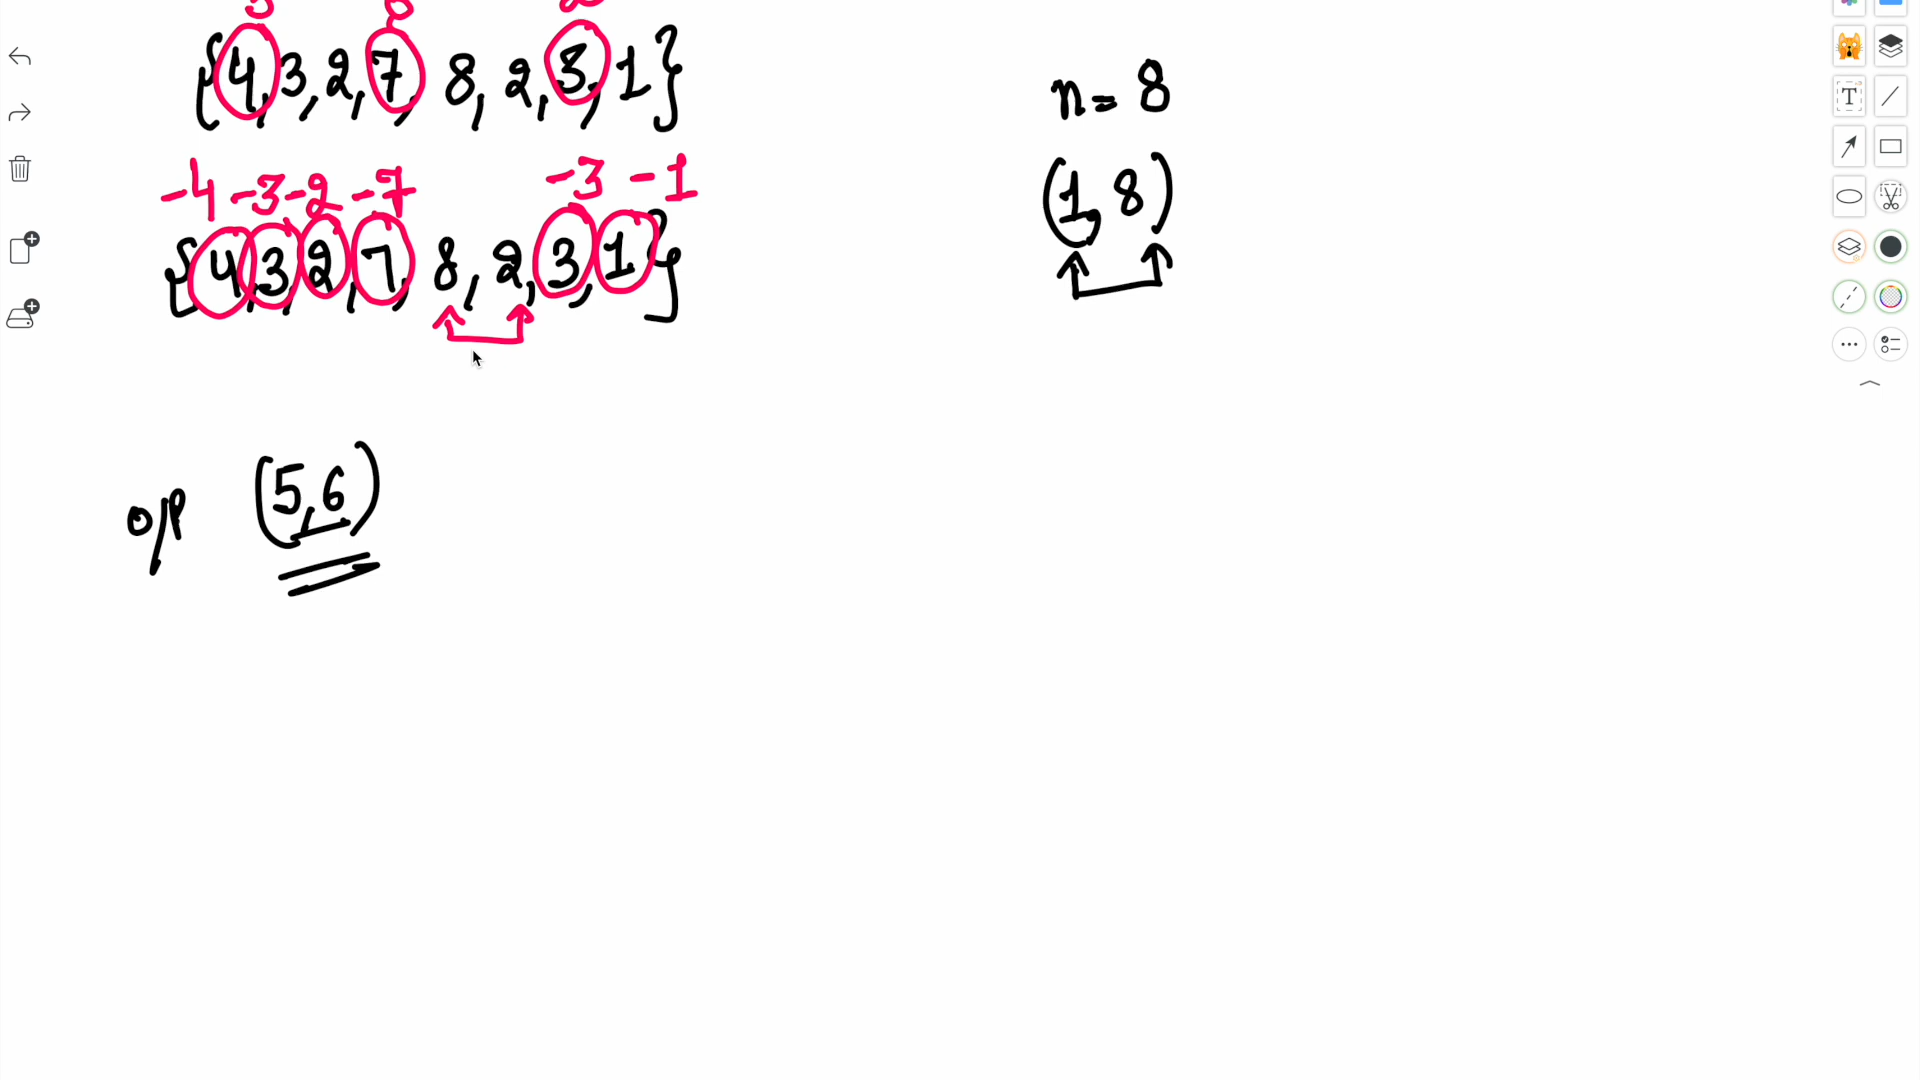 {4,3,2,7, 8, 2,3,1}
n = 8
-4 -3 -2 -7 -3 -1
(1, 8)
{4,3,2,7, 8, 2,3,1}
o/p (5,6)
T